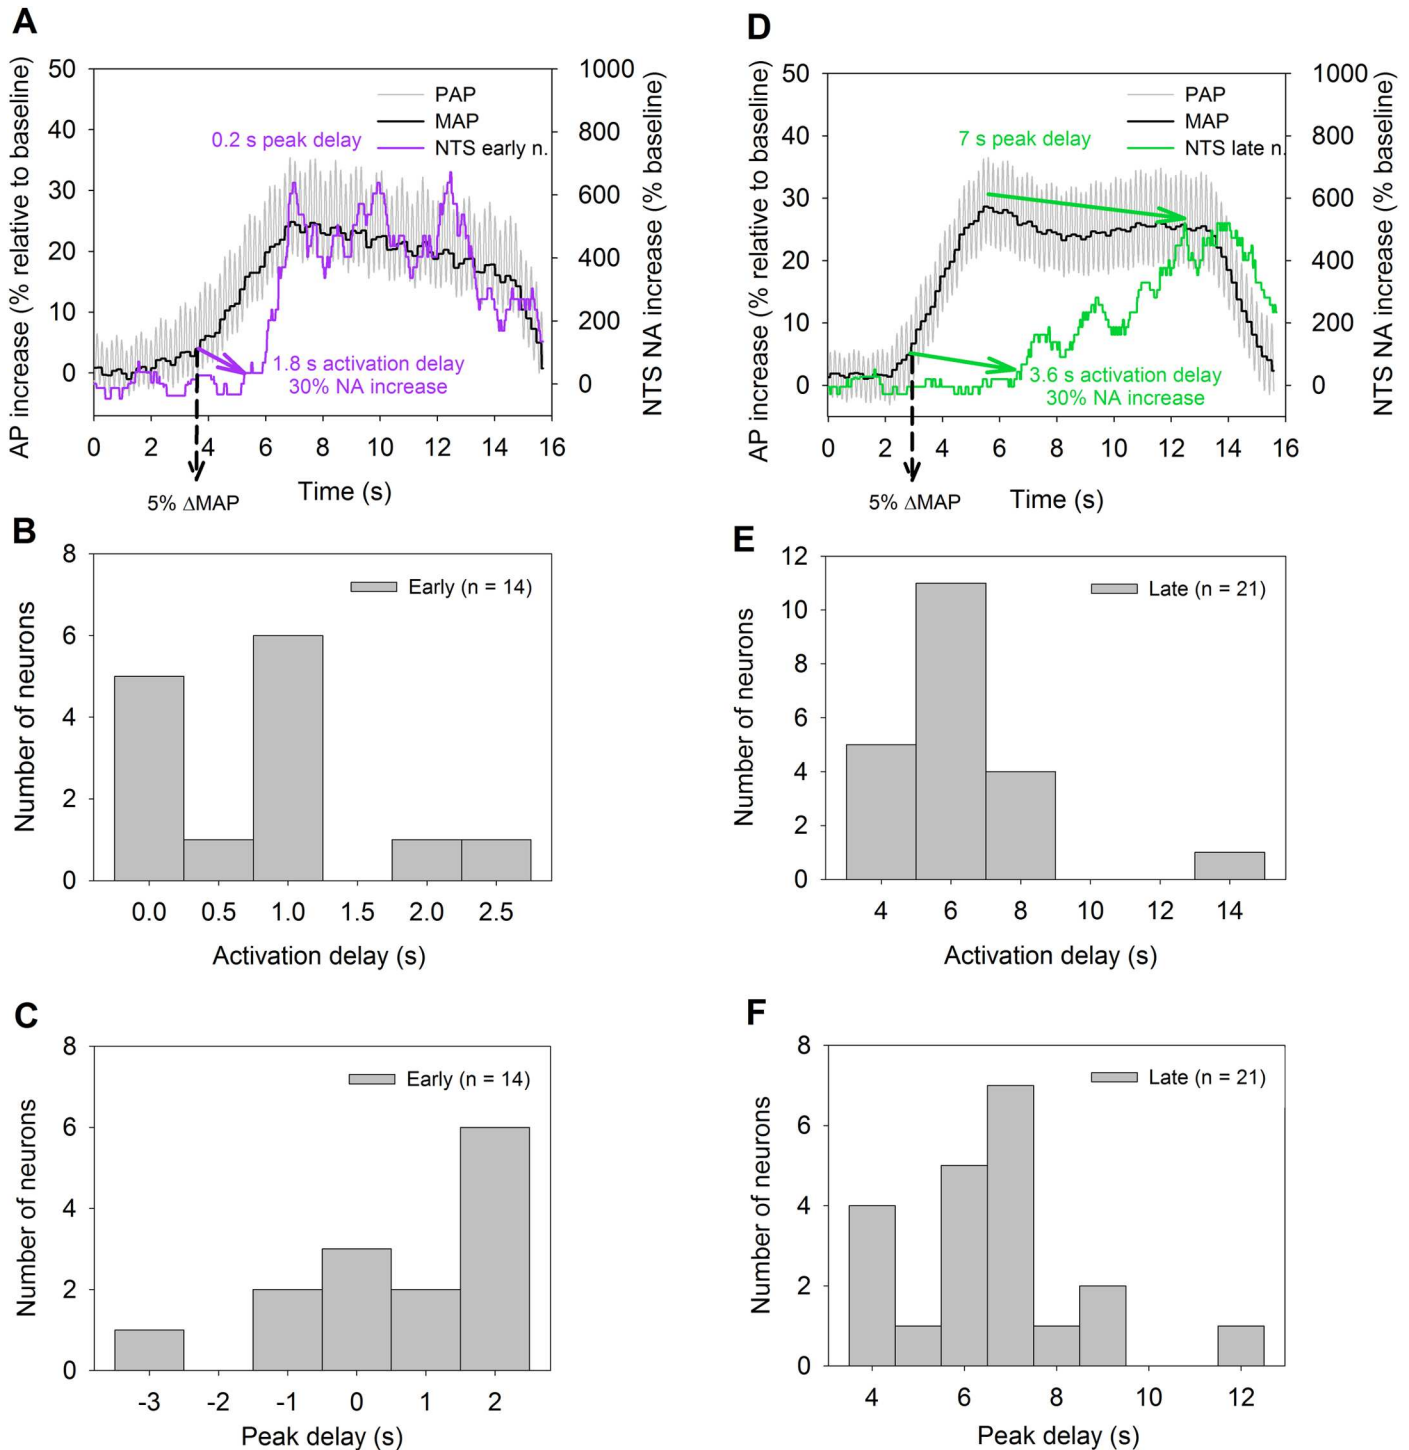 A
AP increase (% relative to baseline)
50
40
30
20
10
0
PAP
MAP
NTS early n.
0.2 s peak delay
1.8 s activation delay
30% NA increase
1000
800
600
400
200
0
NTS NA increase (% baseline)
0 2 4 6 8 10 12 14 16
5% ΔMAP
Time (s)
D
AP increase (% relative to baseline)
50
40
30
20
10
0
PAP
MAP
NTS late n.
7 s peak delay
3.6 s activation delay
30% NA increase
1000
800
600
400
200
0
NTS NA increase (% baseline)
0 2 4 6 8 10 12 14 16
5% ΔMAP
Time (s)
B
Number of neurons
8
6
4
2
0
Early (n = 14)
0.0 0.5 1.0 1.5 2.0 2.5
Activation delay (s)
E
Number of neurons
12
10
8
6
4
2
0
Late (n = 21)
4 6 8 10 12 14
Activation delay (s)
C
Number of neurons
8
6
4
2
0
Early (n = 14)
-3 -2 -1 0 1 2
Peak delay (s)
F
Number of neurons
8
6
4
2
0
Late (n = 21)
4 6 8 10 12
Peak delay (s)